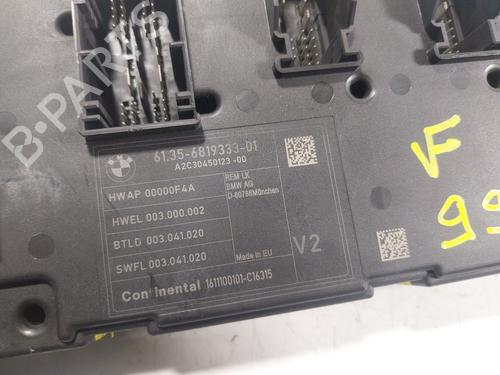 B-PARTS
61.35-6819333-01
A2C30450123-00
HWAP 00000F4A
HWEL 003.000.002
BTLD 003.041.020
SWFL 003.041.020
REM LK
BMW AG
D-80788München
Made in EU
V2
Continental 1611100101-C16315
F
99